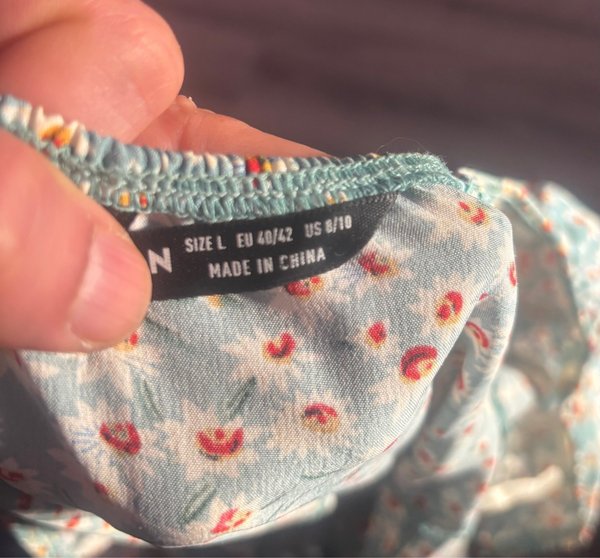 N
SIZE L EU 40/42 US 8/10
MADE IN CHINA